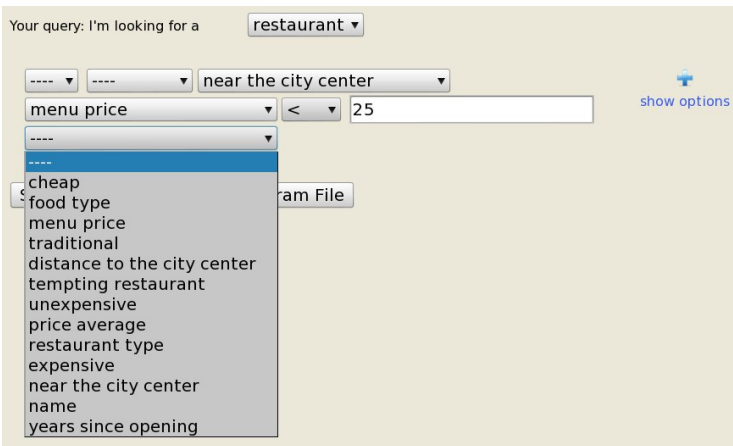 Your query: I'm looking for a restaurant
---- ---- near the city center
show options
menu price < 25
----
----
cheap
food type
menu price
traditional
distance to the city center
tempting restaurant
unexpensive
price average
restaurant type
expensive
near the city center
name
years since opening
ram File